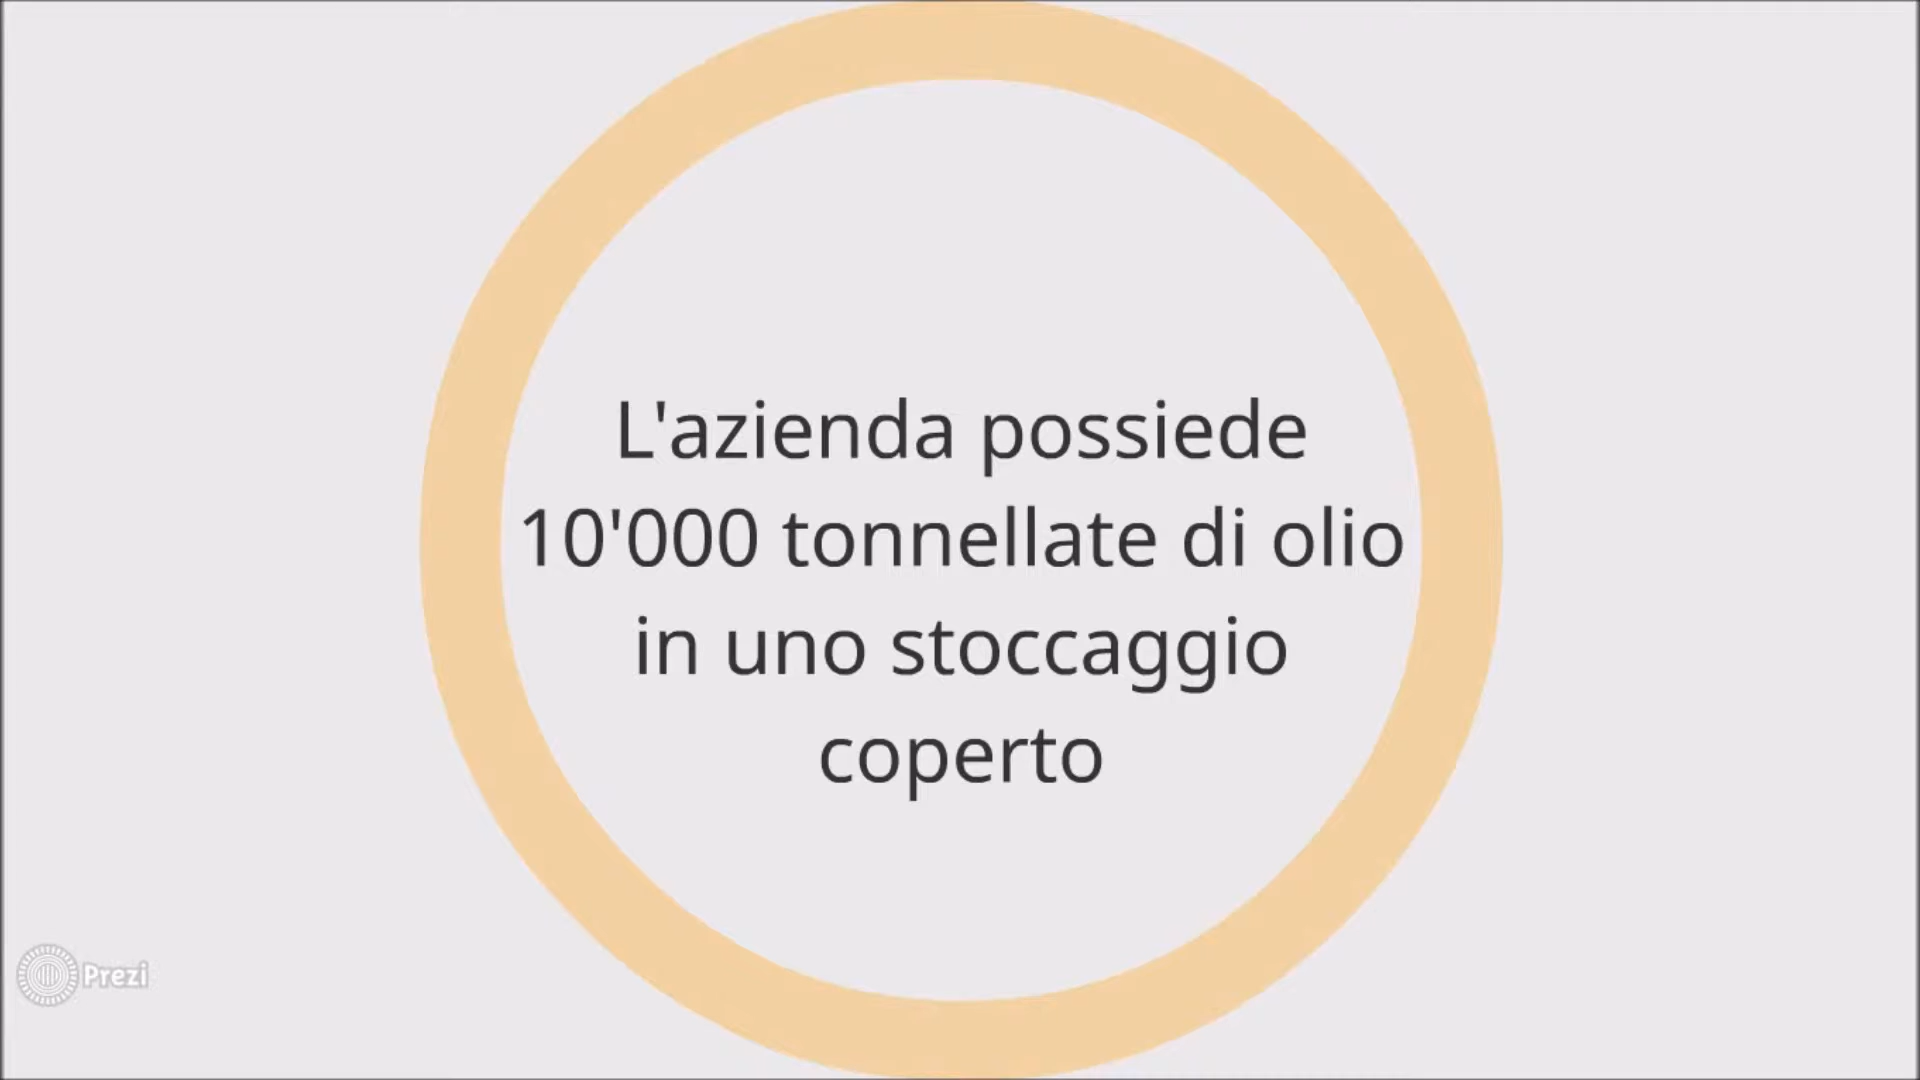 L'azienda possiede
10'000 tonnellate di olio
in uno stoccaggio
coperto
Prezi